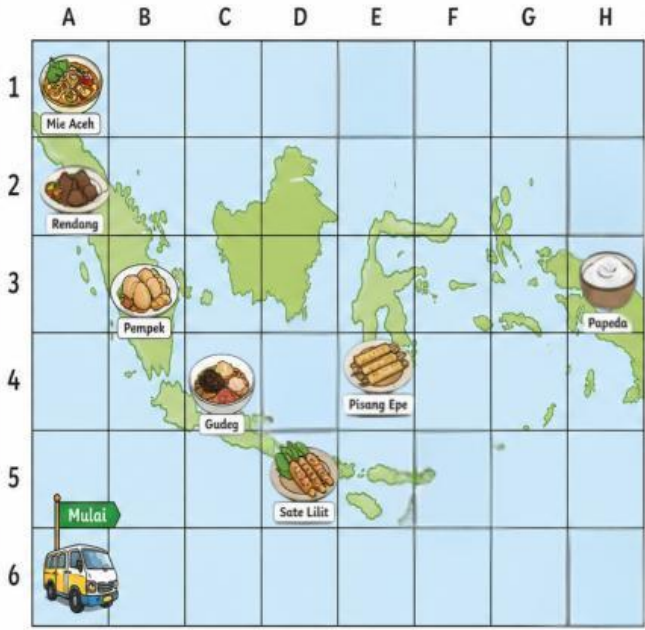 A B C D E F G H
1
Mie Aceh
2
Rendang
3
Pempek
Papeda
4
Gudeg
Pisang Epe
5
Sate Lilit
Mulai
6